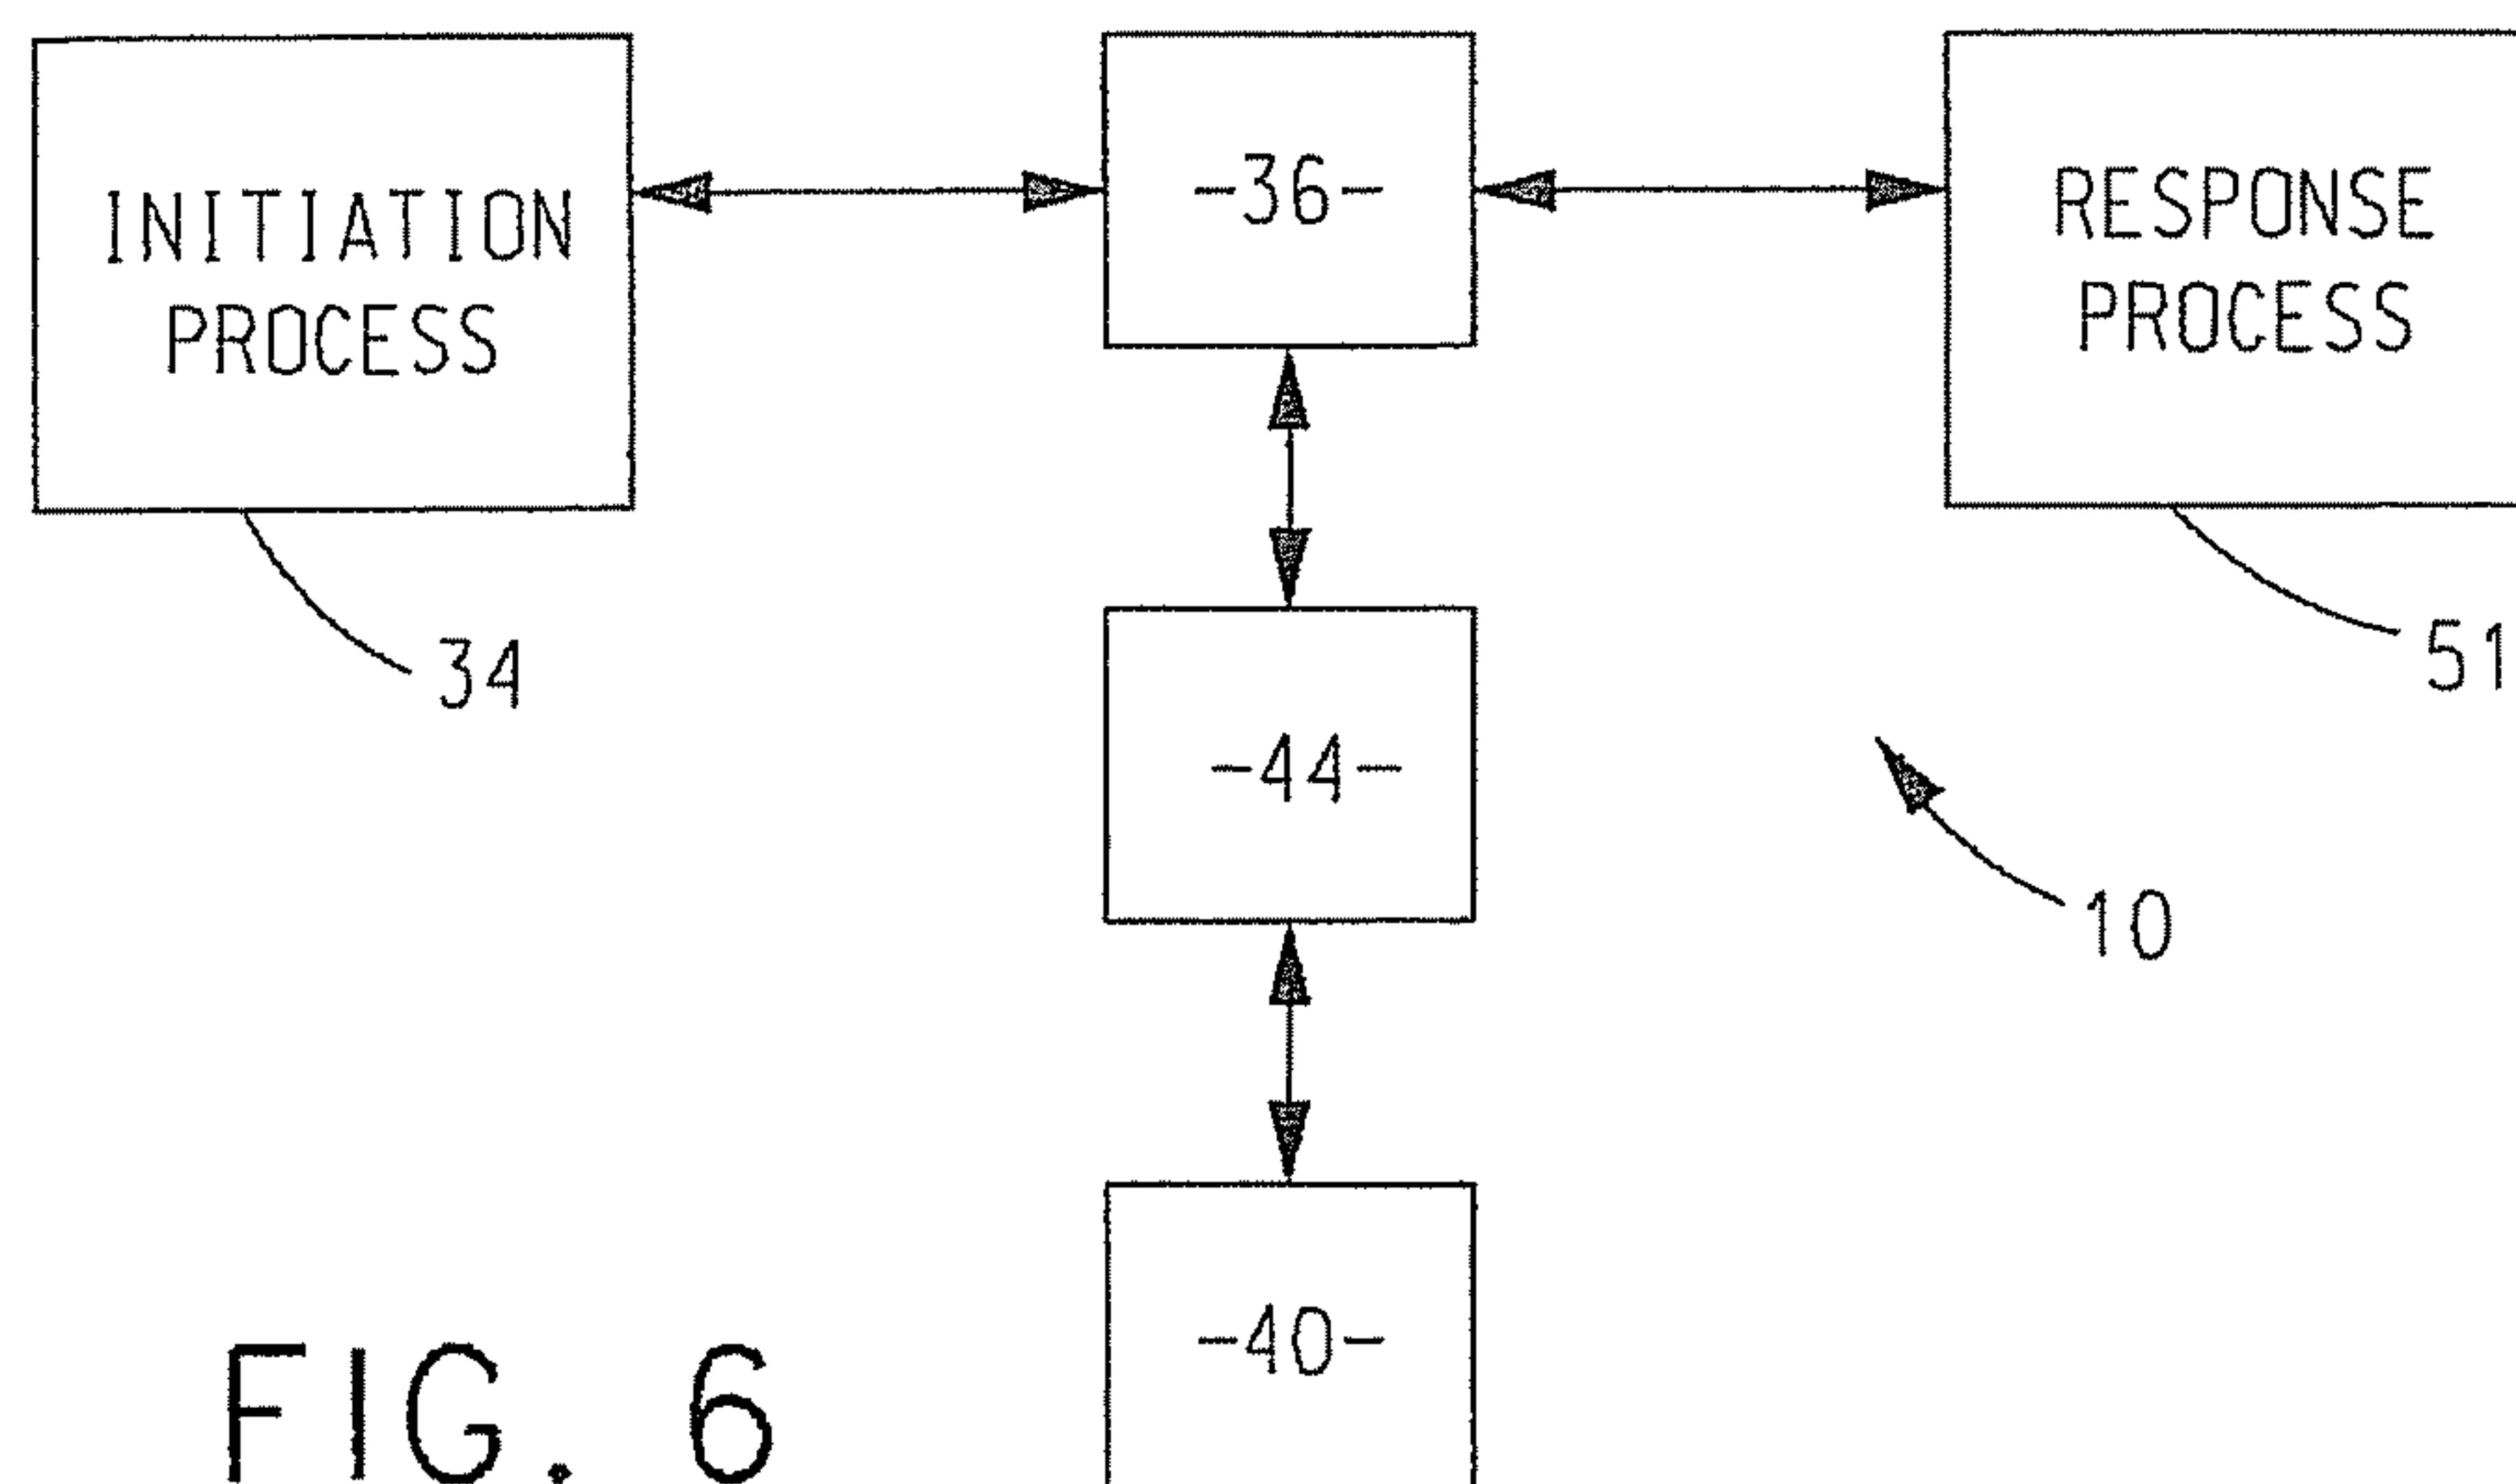 INITIATION
PROCESS
-36-
RESPONSE
PROCESS
34
51
-44-
10
-40-
FIG. 6